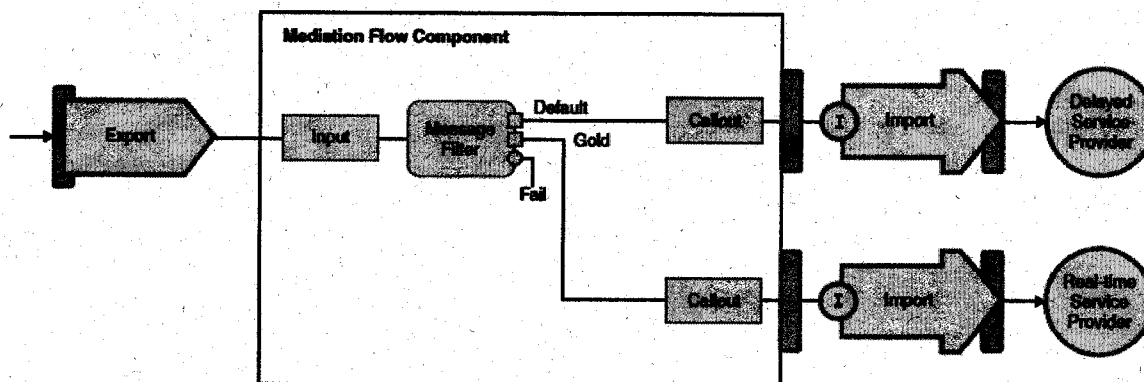 Mediation Flow Component
Export
Input
Message
Filter
Default
Gold
Fail
Callout
I
Import
Delayed
Service
Provider
Callout
I
Import
Real-time
Service
Provider